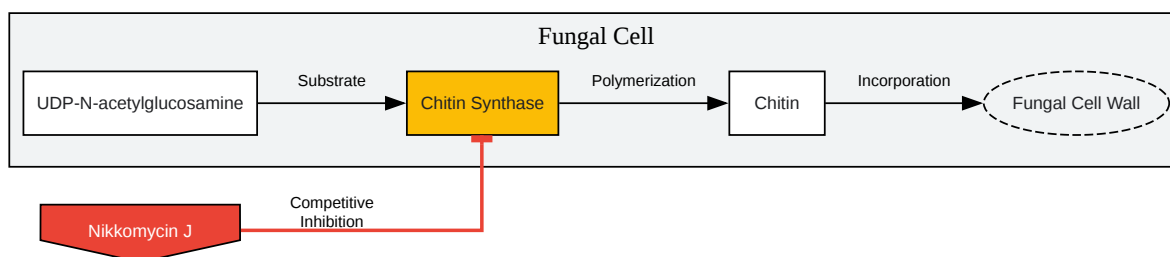 Fungal Cell
UDP-N-acetylglucosamine
Substrate
Chitin Synthase
Polymerization
Chitin
Incorporation
Fungal Cell Wall
Nikkomycin J
Competitive
Inhibition